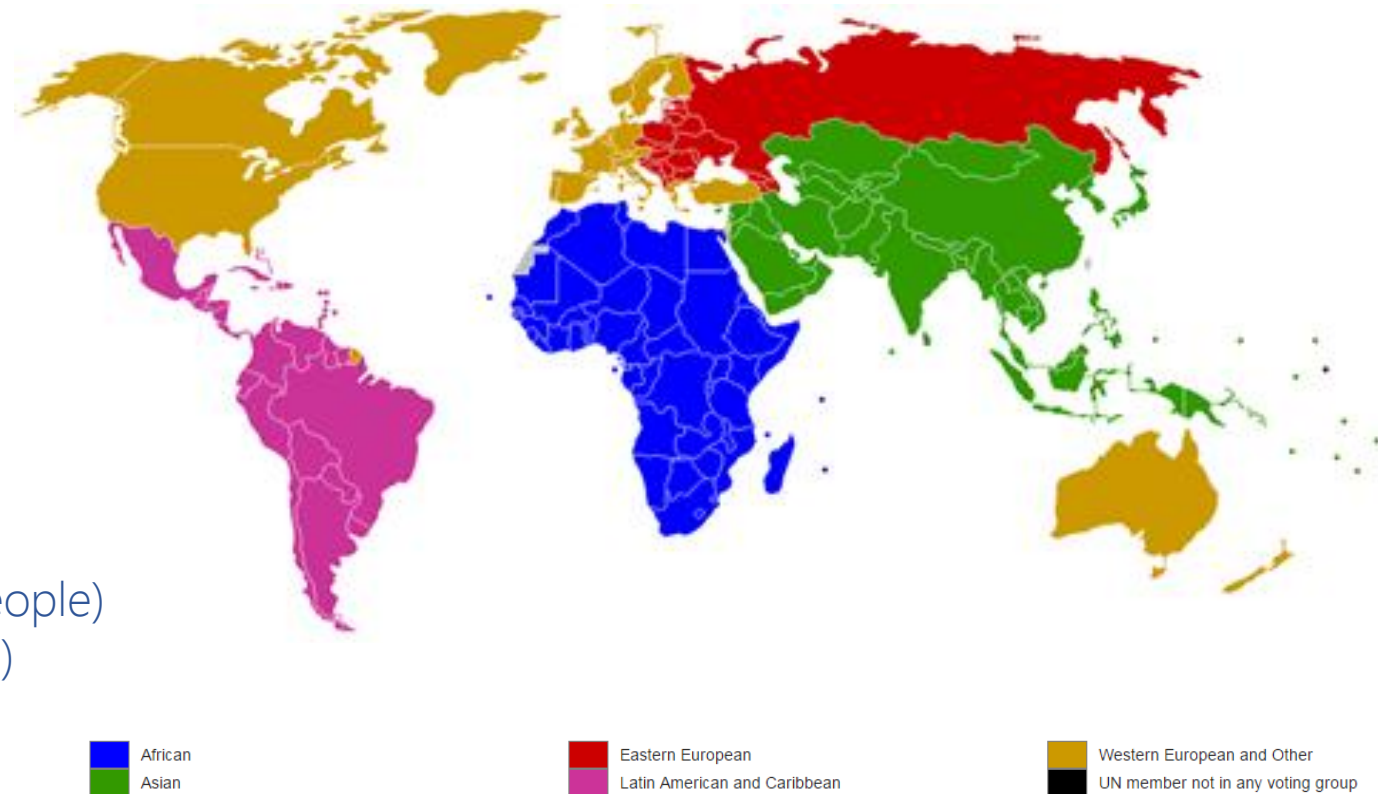 eople)
)
African
Eastern European
Western European and Other
Asian
Latin American and Caribbean
UN member not in any voting group